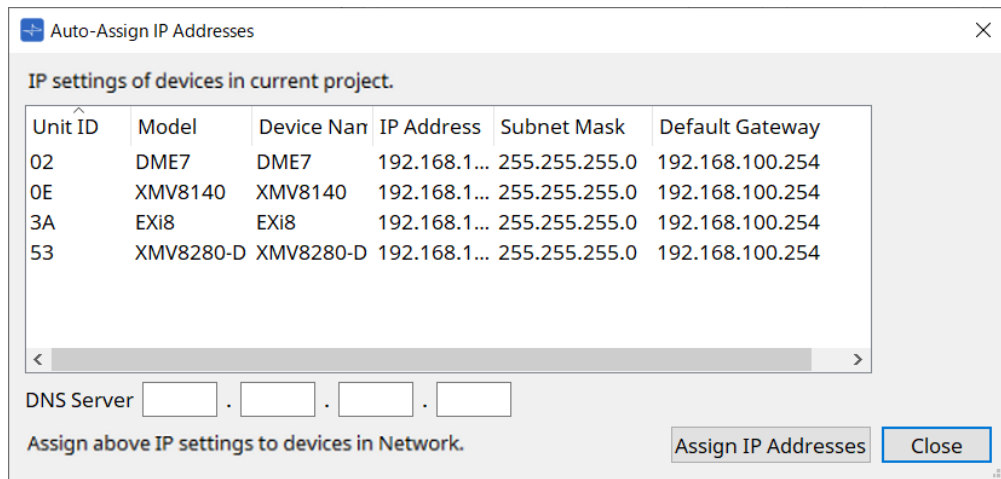 Auto-Assign IP Addresses
IP settings of devices in current project.
Unit ID Model Device Nam IP Address Subnet Mask Default Gateway
02 DME7 DME7 192.168.1... 255.255.255.0 192.168.100.254
0E XMV8140 XMV8140 192.168.1... 255.255.255.0 192.168.100.254
3A EXi8 EXi8 192.168.1... 255.255.255.0 192.168.100.254
53 XMV8280-D XMV8280-D 192.168.1... 255.255.255.0 192.168.100.254
DNS Server . . .
Assign above IP settings to devices in Network. Assign IP Addresses Close